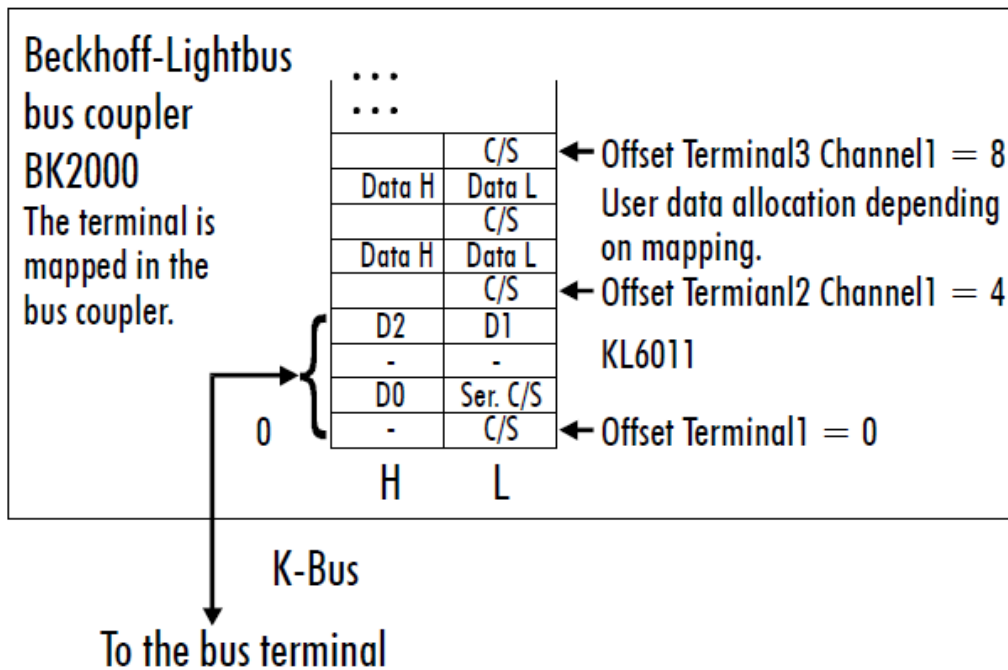 Beckhoff-Lightbus
bus coupler
BK2000
The terminal is
mapped in the
bus coupler.
...
...
C/S
Data H Data L
C/S
Data H Data L
C/S
D2 D1
- -
D0 Ser. C/S
- C/S
H L
0
Offset Terminal3 Channel1 = 8
User data allocation depending
on mapping.
Offset Termianl2 Channel1 = 4
KL6011
Offset Terminal1 = 0
K-Bus
To the bus terminal